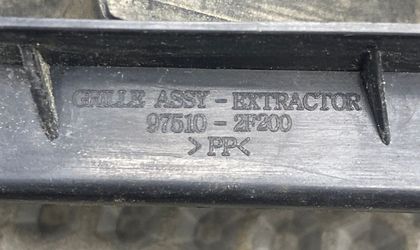 GRILLE ASSY - EXTRACTOR
97510 - 2F200
>PP<